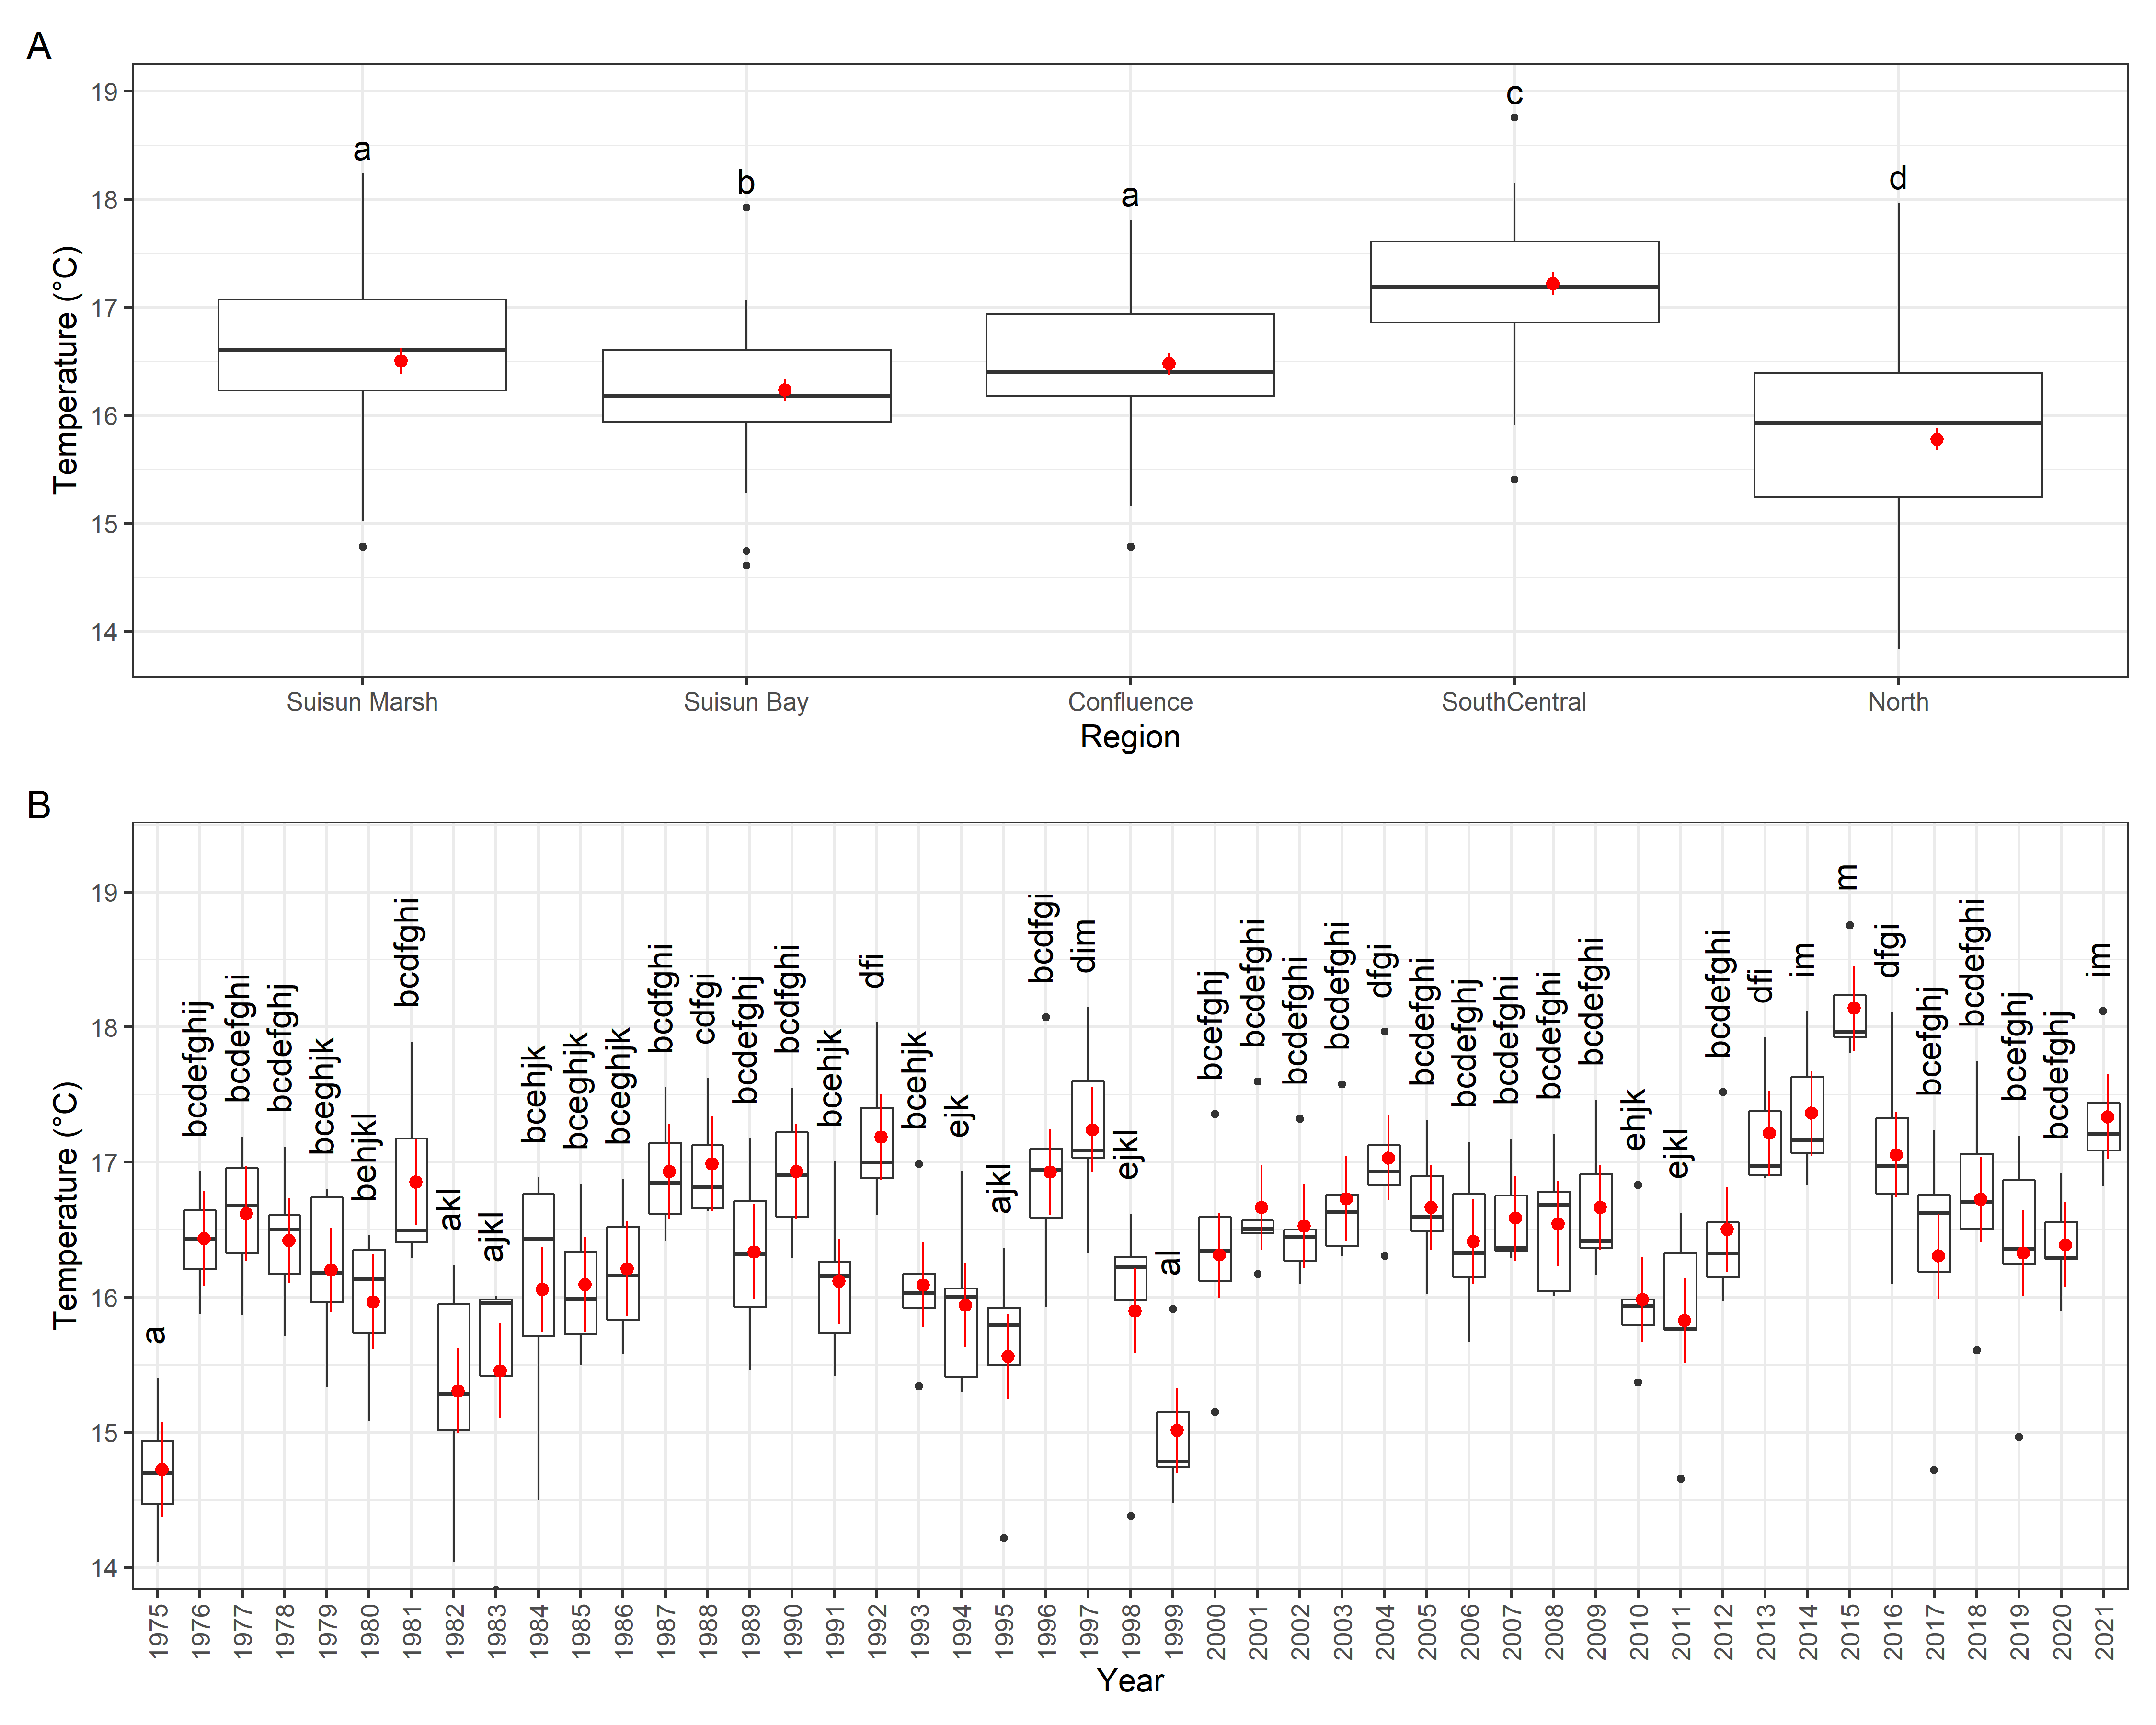 A
Temperature (°C)
19
18
17
16
15
14
a
b
a
c
d
Suisun Marsh
Suisun Bay
Confluence
SouthCentral
North
Region
B
Temperature (°C)
19
18
17
16
15
14
a
bcdefghij
bcdefghi
bcdefghj
bceghjk
behjkl
bcdfghi
akl
ajkl
bcehjk
bceghjk
bceghjk
bcdfghi
cdfgi
bcdefghj
bcdfghi
bcehjk
dfi
bcehjk
ejk
ajkl
bcdfgi
dim
ejkl
al
bcefghj
bcdefghi
bcdefghi
bcdefghi
dfgi
bcdefghi
bcdefghj
bcdefghi
bcdefghi
bcdefghi
ehjk
ejkl
bcdefghi
dfi
im
m
dfgi
bcefghj
bcdefghi
bcefghj
bcdefghj
im
1975
1976
1977
1978
1979
1980
1981
1982
1983
1984
1985
1986
1987
1988
1989
1990
1991
1992
1993
1994
1995
1996
1997
1998
1999
2000
2001
2002
2003
2004
2005
2006
2007
2008
2009
2010
2011
2012
2013
2014
2015
2016
2017
2018
2019
2020
2021
Year